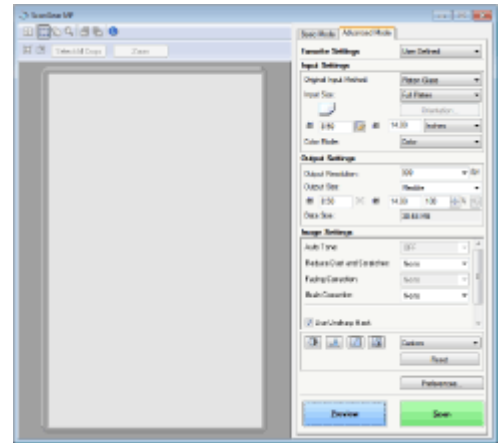 ScanGear MP
Select All Crops
Zoom
Basic Mode
Advanced Mode
Favorite Settings
User Defined
Input Settings
Original Input Method:
Platen Glass
Input Size:
Full Platen
Orientation...
8.50
14.00
Inches
Color Mode:
Color
Output Settings
Output Resolution:
300
dpi
Output Size:
Flexible
8.50
14.00
100
%
Data Size:
Image Settings
Auto Tone:
OFF
Reduce Dust and Scratches:
None
Fading Correction:
None
Grain Correction:
None
Use Unsharp Mask
Custom
Reset
Preferences...
Preview
Scan